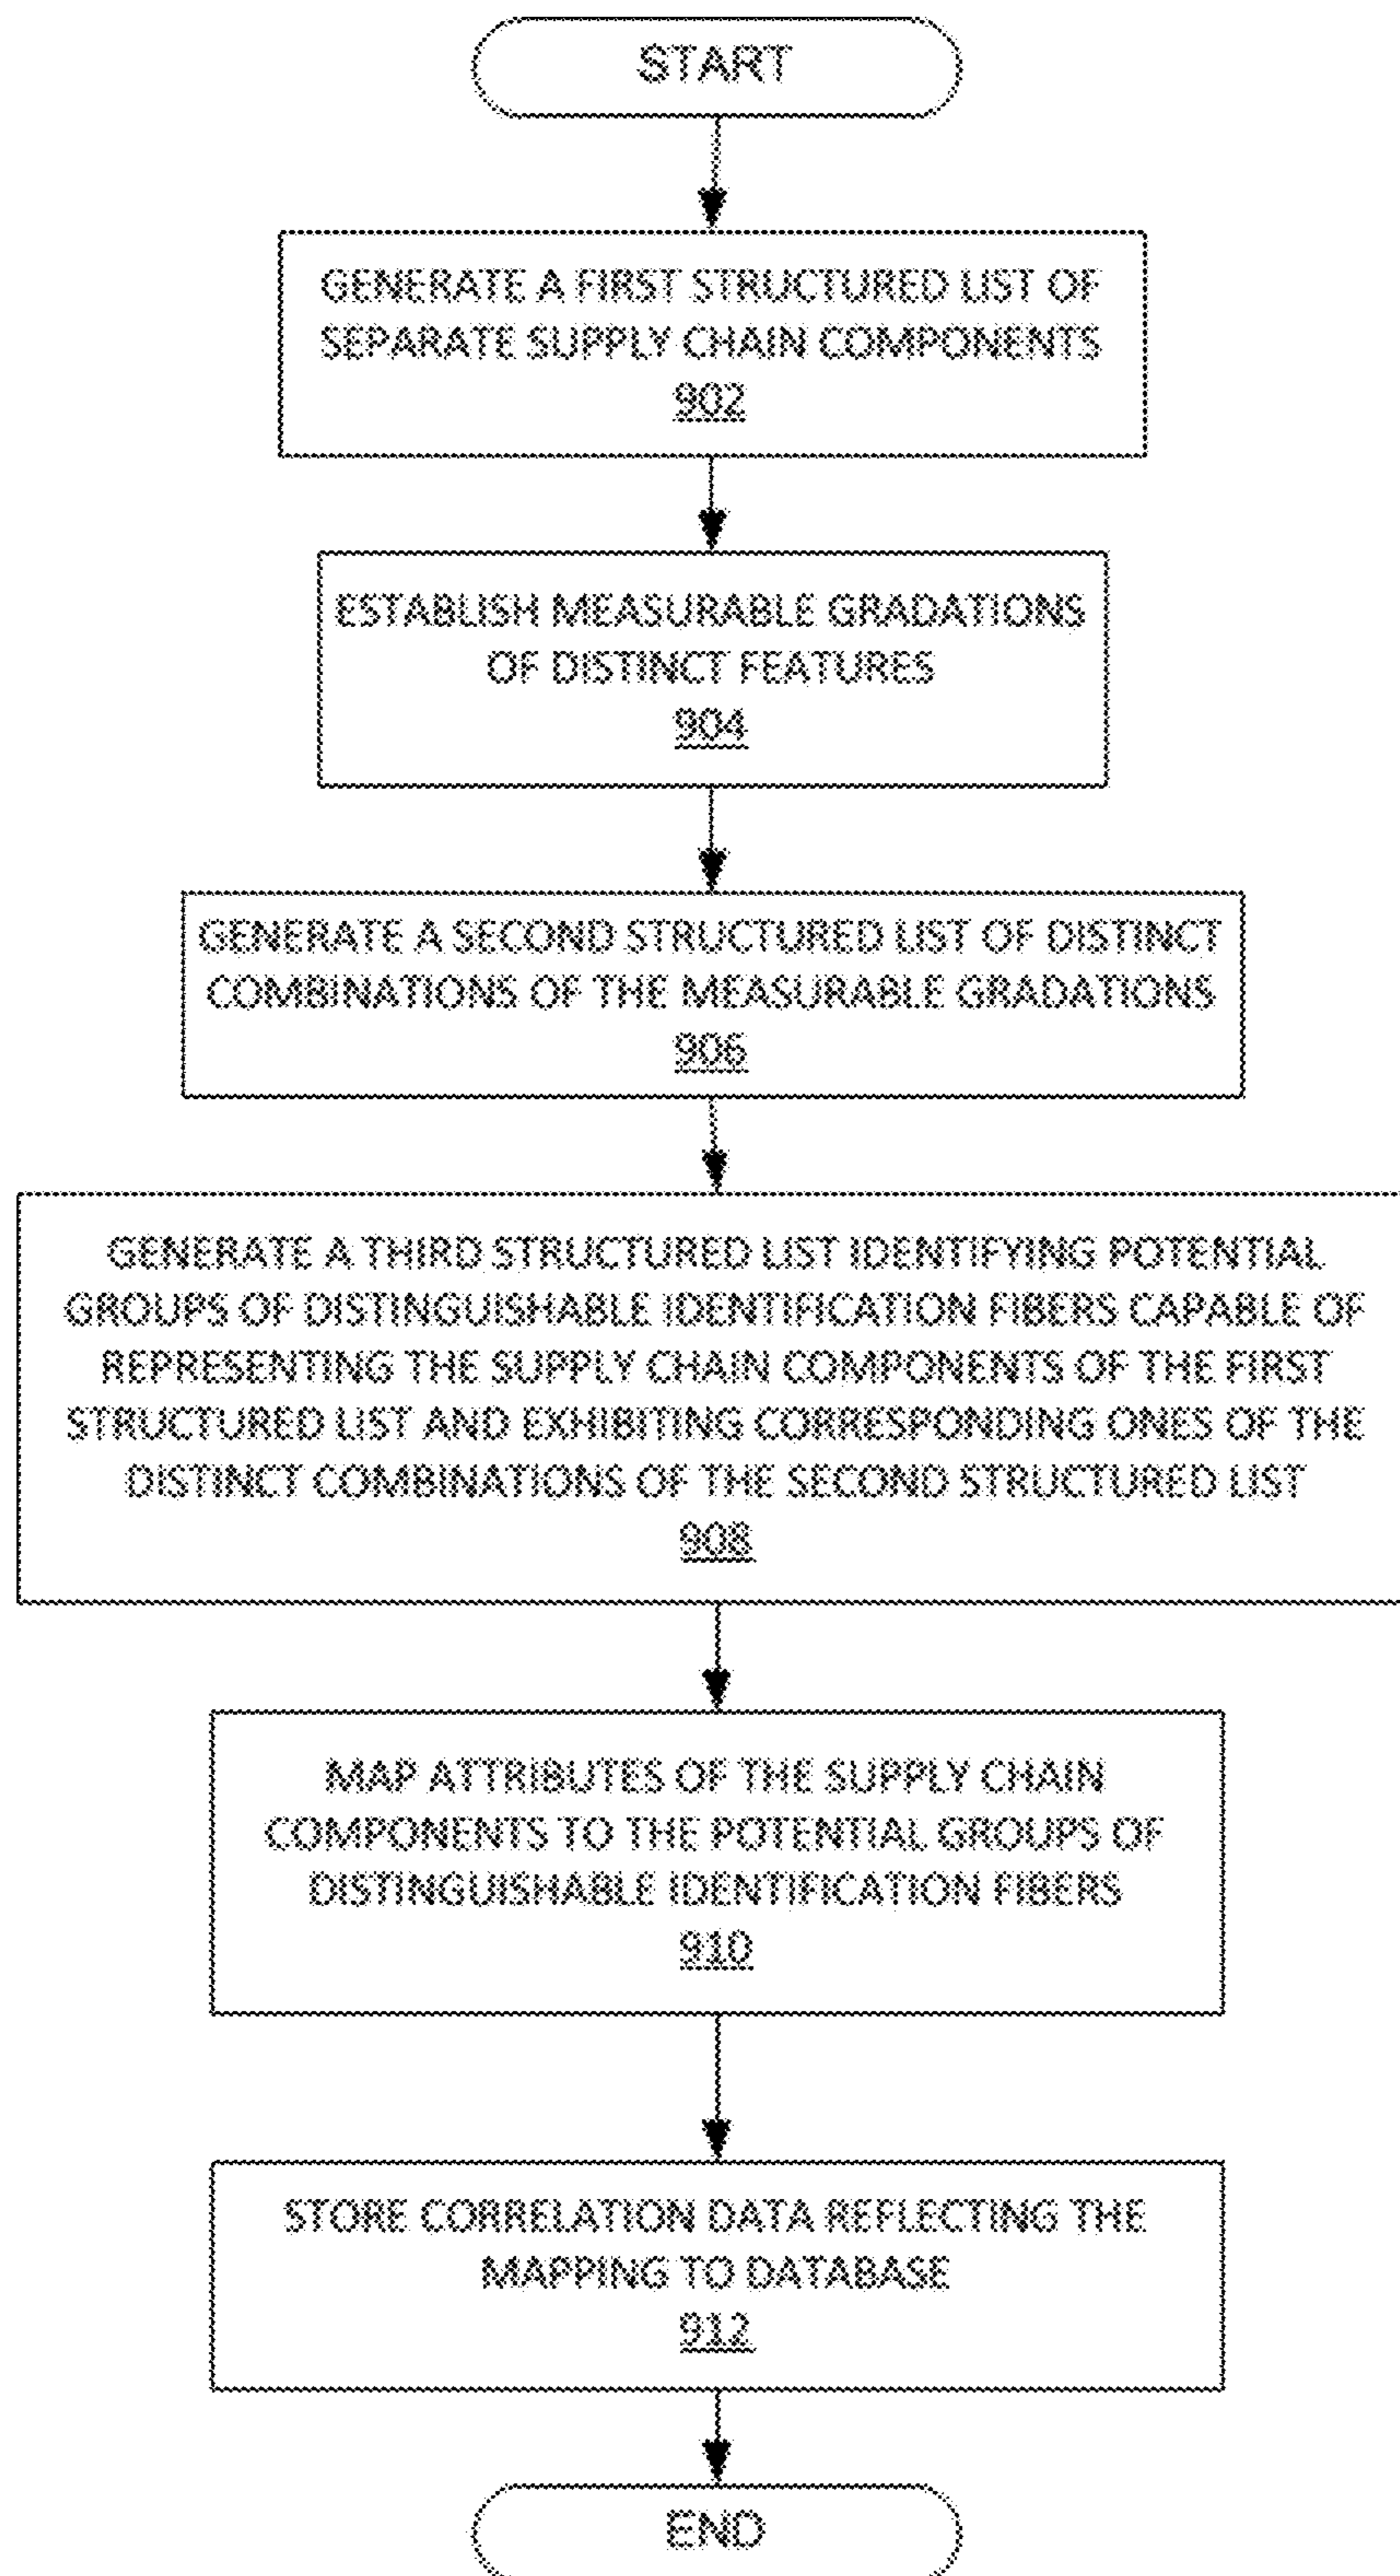 START
GENERATE A FIRST STRUCTURED LIST OF
SEPARATE SUPPLY CHAIN COMPONENTS
902
ESTABLISH MEASURABLE GRADATIONS
OF DISTINCT FEATURES
904
GENERATE A SECOND STRUCTURED LIST OF DISTINCT
COMBINATIONS OF THE MEASURABLE GRADATIONS
906
GENERATE A THIRD STRUCTURED LIST IDENTIFYING POTENTIAL
GROUPS OF DISTINGUISHABLE IDENTIFICATION FIBERS CAPABLE OF
REPRESENTING THE SUPPLY CHAIN COMPONENTS OF THE FIRST
STRUCTURED LIST AND EXHIBITING CORRESPONDING ONES OF THE
DISTINCT COMBINATIONS OF THE SECOND STRUCTURED LIST
908
MAP ATTRIBUTES OF THE SUPPLY CHAIN
COMPONENTS TO THE POTENTIAL GROUPS OF
DISTINGUISHABLE IDENTIFICATION FIBERS
910
STORE CORRELATION DATA REFLECTING THE
MAPPING TO DATABASE
912
END